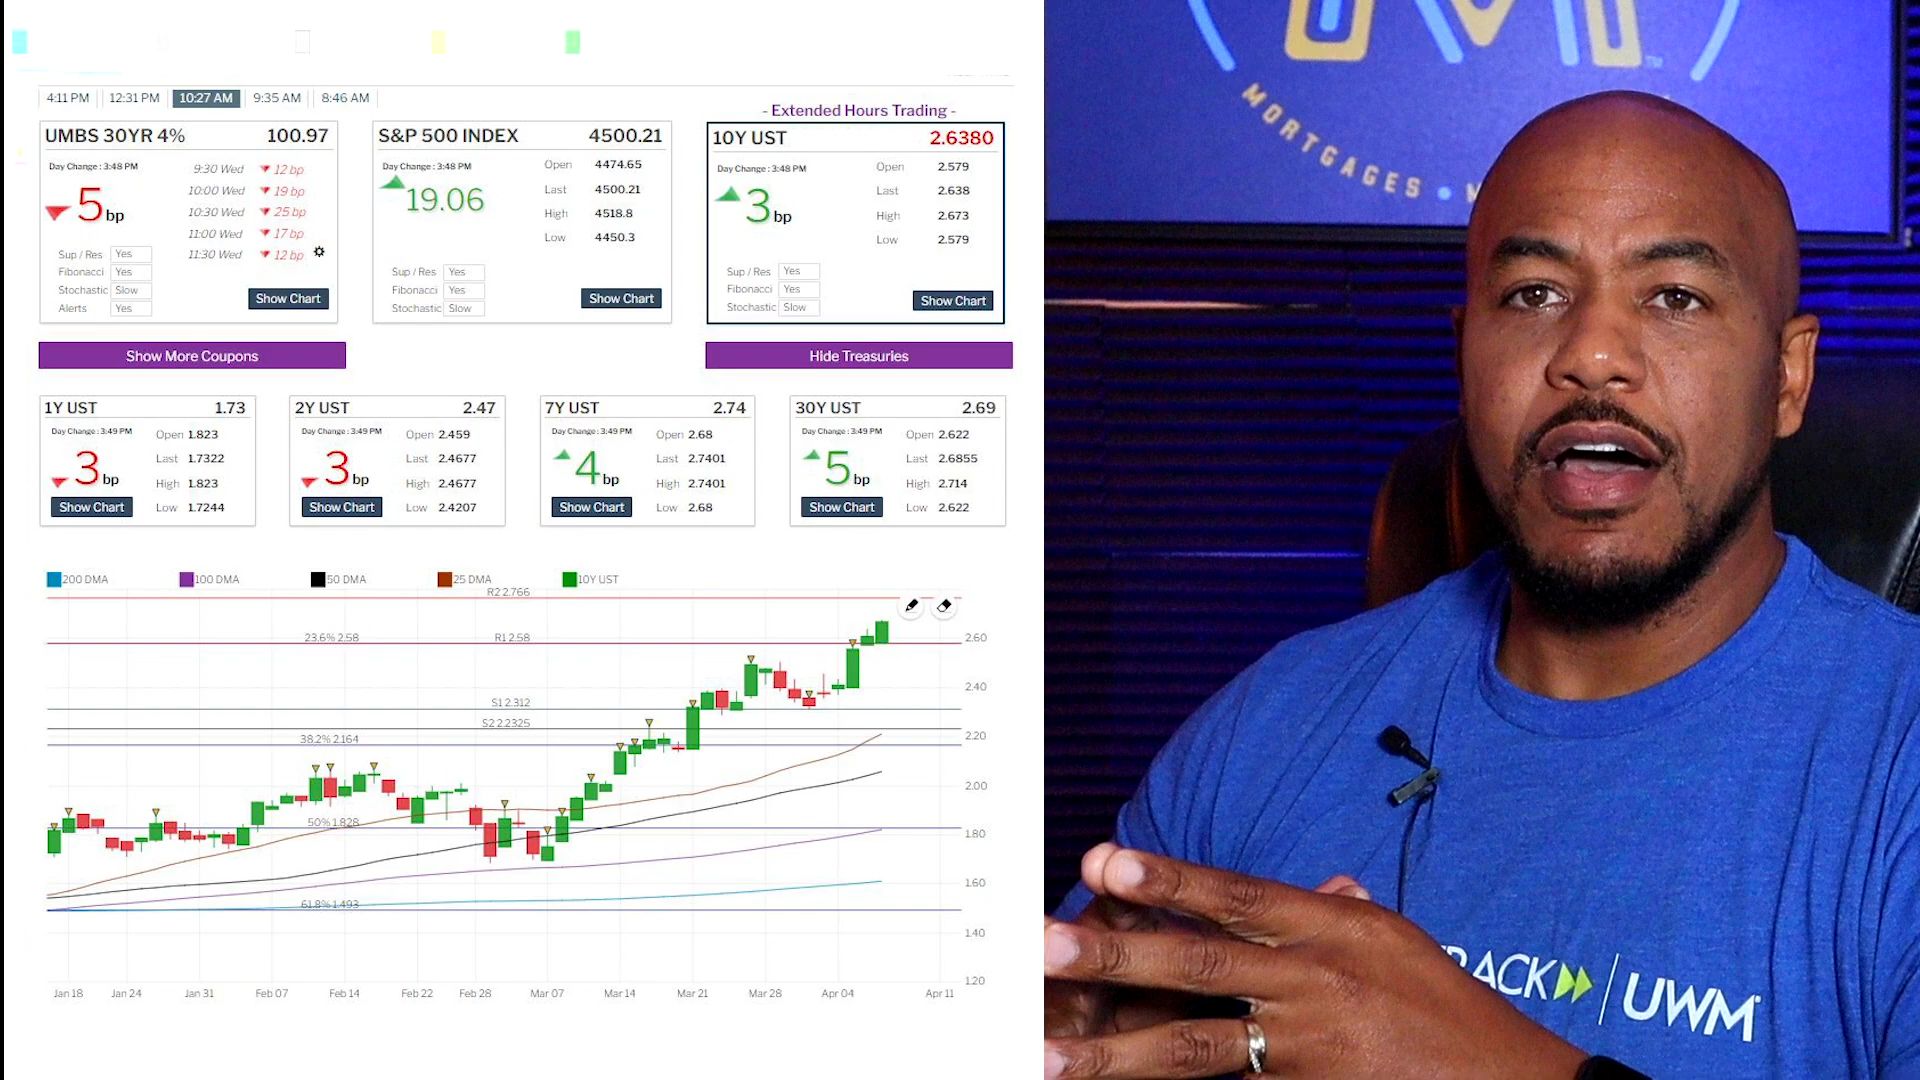 4:11 PM 12:31 PM 10:27 AM 9:35 AM 8:46 AM
- Extended Hours Trading -
UMBS 30YR 4% 100.97
Day Change : 3:48 PM
5 bp
9:30 Wed 12 bp
10:00 Wed 19 bp
10:30 Wed 25 bp
11:00 Wed 17 bp
11:30 Wed 12 bp
Sup / Res Yes
Fibonacci Yes
Stochastic Slow
Alerts Yes
Show Chart
S&P 500 INDEX 4500.21
Day Change : 3:48 PM
19.06
Open 4474.65
Last 4500.21
High 4518.8
Low 4450.3
Sup / Res Yes
Fibonacci Yes
Stochastic Slow
Show Chart
10Y UST 2.6380
Day Change : 3:48 PM
3 bp
Open 2.579
Last 2.638
High 2.673
Low 2.579
Sup / Res Yes
Fibonacci Yes
Stochastic Slow
Show Chart
Show More Coupons
Hide Treasuries
1Y UST 1.73
Day Change : 3:49 PM
3 bp
Open 1.823
Last 1.7322
High 1.823
Low 1.7244
Show Chart
2Y UST 2.47
Day Change : 3:49 PM
3 bp
Open 2.459
Last 2.4677
High 2.4677
Low 2.4207
Show Chart
7Y UST 2.74
Day Change : 3:49 PM
4 bp
Open 2.68
Last 2.7401
High 2.7401
Low 2.68
Show Chart
30Y UST 2.69
Day Change : 3:49 PM
5 bp
Open 2.622
Last 2.6855
High 2.714
Low 2.622
Show Chart
200 DMA 100 DMA 50 DMA 25 DMA 10Y UST
R2 2.766
23.6% 2.58 R1 2.58
S1 2.312
S2 2.2325
38.2% 2.164
50% 1.828
61.8% 1.493
2.60
2.40
2.20
2.00
1.80
1.60
1.40
1.20
Jan 18 Jan 24 Jan 31 Feb 07 Feb 14 Feb 22 Feb 28 Mar 07 Mar 14 Mar 21 Mar 28 Apr 04 Apr 11
MORTGAGES •
TM
RACK UWM